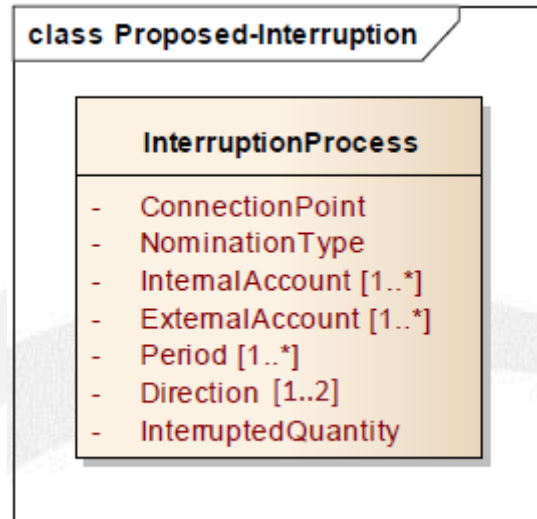 class Proposed-Interruption
InterruptionProcess
- ConnectionPoint
- NominationType
- InternalAccount [1..*]
- ExternalAccount [1..*]
- Period [1..*]
- Direction [1..2]
- InterruptedQuantity